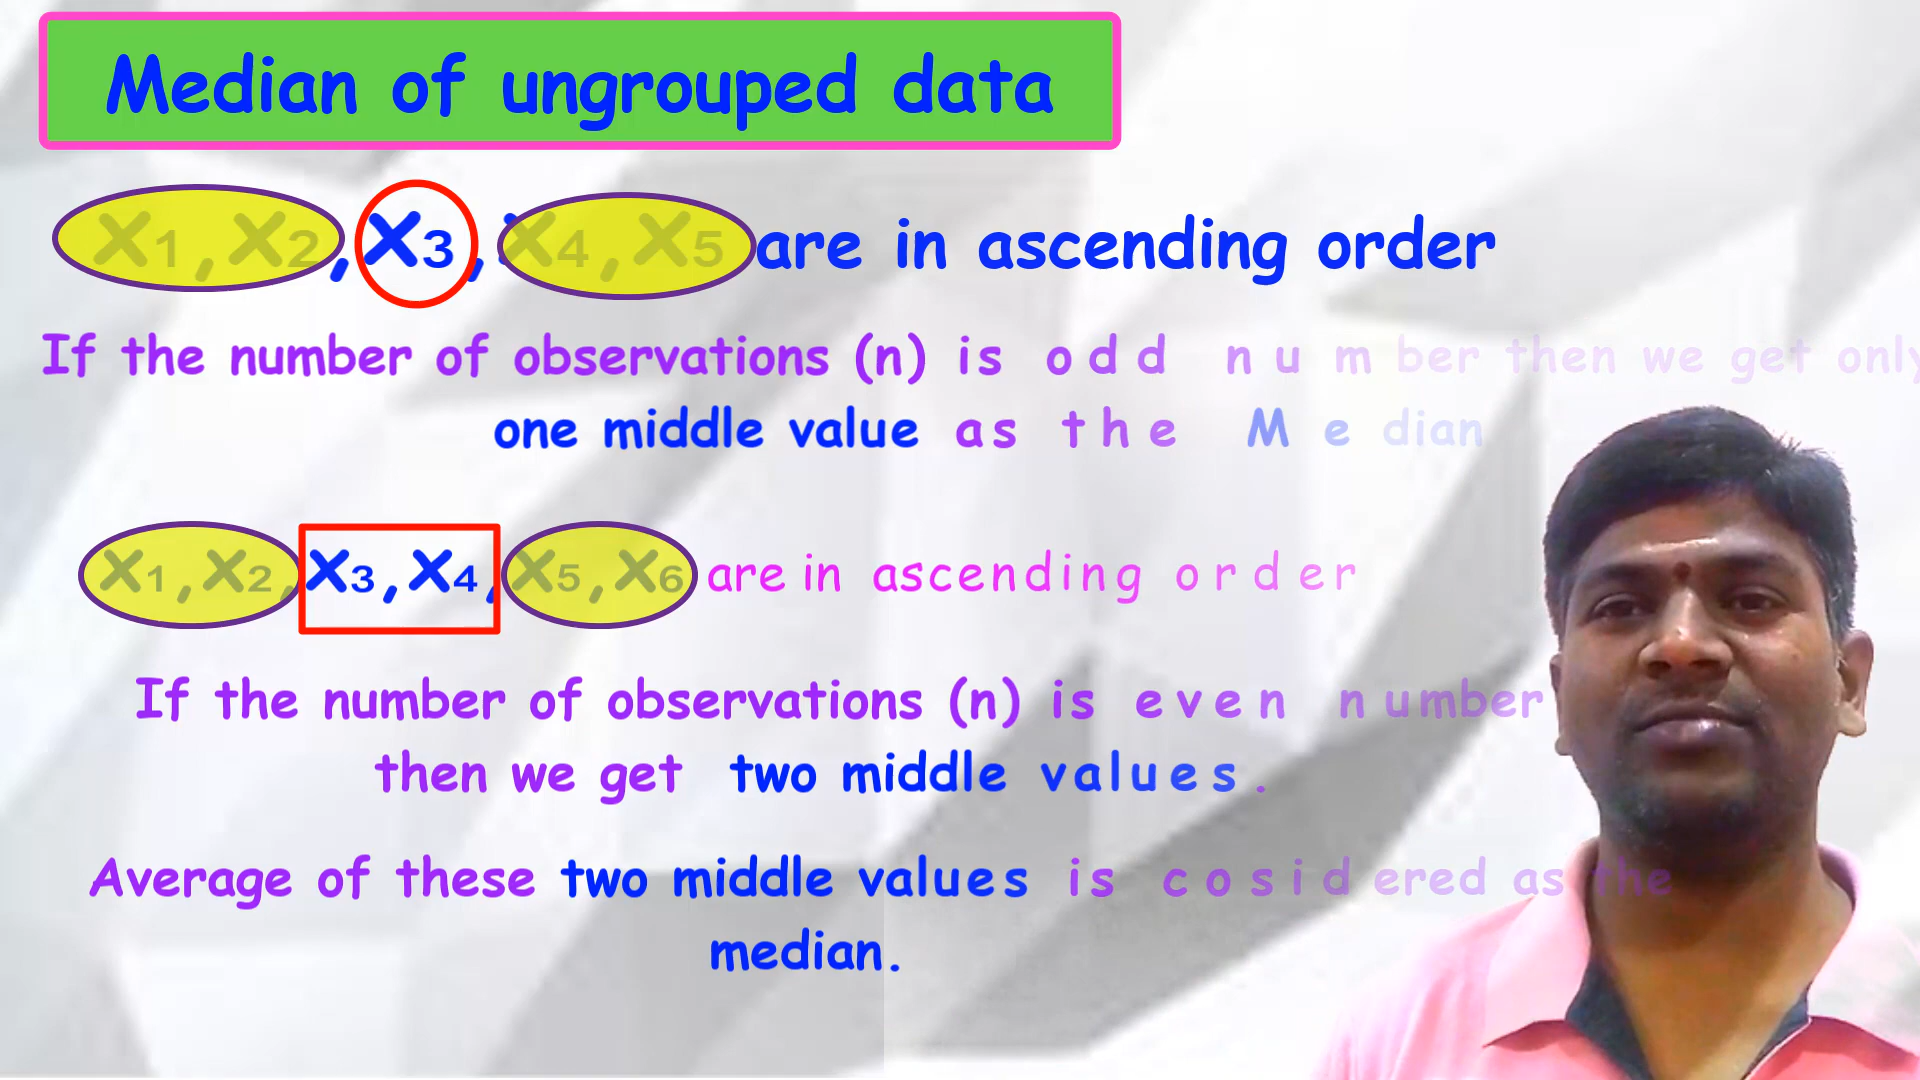 Median of ungrouped data
x1,x2,x3,x4,x5 are in ascending order
If the number of observations (n) is odd number then we get only
one middle value as the Median
x1,x2,x3,x4,x5,x6 are in ascending order
If the number of observations (n) is even number
then we get two middle values.
Average of these two middle values is cosidered as the
median.